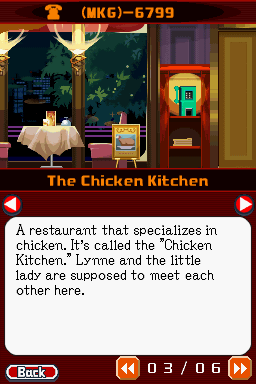 (MKG)-6799
The Chicken Kitchen
A restaurant that specializes in
chicken. It's called the "Chicken
Kitchen." Lynne and the little
lady are supposed to meet each
other here.
Back
03/06